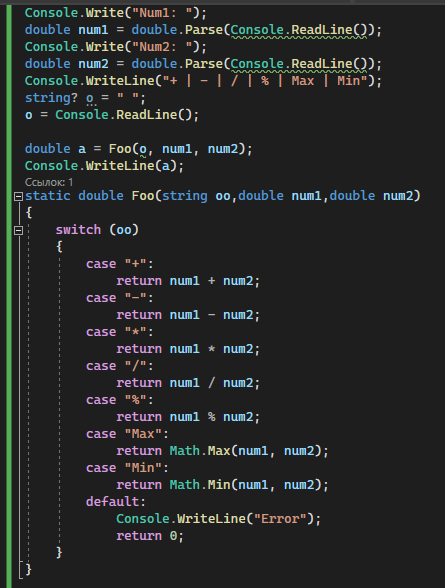 Console.Write("Num1: ");
double num1 = double.Parse(Console.ReadLine());
Console.Write("Num2: ");
double num2 = double.Parse(Console.ReadLine());
Console.WriteLine("+ | - | / | % | Max | Min");
string? o = " ";
o = Console.ReadLine();
double a = Foo(o, num1, num2);
Console.WriteLine(a);
Ссылок: 1
static double Foo(string oo,double num1,double num2)
{
switch (oo)
{
case "+":
return num1 + num2;
case "-":
return num1 - num2;
case "*":
return num1 * num2;
case "/":
return num1 / num2;
case "%":
return num1 % num2;
case "Max":
return Math.Max(num1, num2);
case "Min":
return Math.Min(num1, num2);
default:
Console.WriteLine("Error");
return 0;
}
}